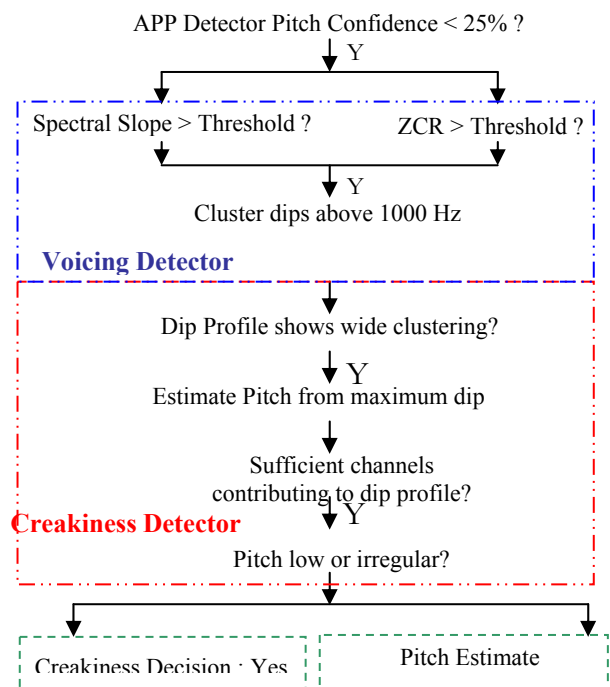 APP Detector Pitch Confidence < 25% ?
Y
Spectral Slope > Threshold ?
ZCR > Threshold ?
Y
Cluster dips above 1000 Hz
Voicing Detector
Dip Profile shows wide clustering?
Y
Estimate Pitch from maximum dip
Sufficient channels
contributing to dip profile?
Y
Creakiness Detector
Pitch low or irregular?
Creakiness Decision : Yes
Pitch Estimate